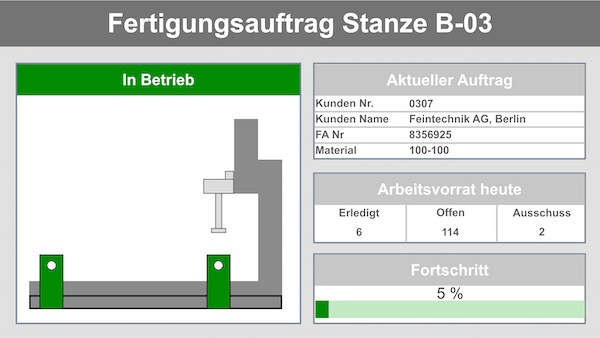 Fertigungsauftrag Stanze B-03
In Betrieb
Aktueller Auftrag
Kunden Nr. 0307
Kunden Name Feintechnik AG, Berlin
FA Nr 8356925
Material 100-100
Arbeitsvorrat heute
Erledigt Offen Ausschuss
6 114 2
Fortschritt
5 %